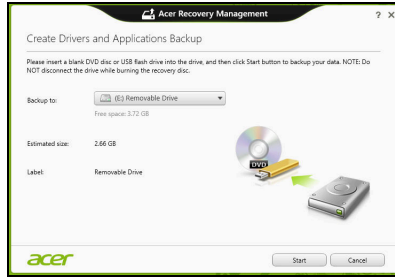 Acer Recovery Management
? X
Create Drivers and Applications Backup
Please insert a blank DVD disc or USB flash drive into the drive, and then click Start button to backup your data. NOTE: Do
NOT disconnect the drive while burning the recovery disc.
Backup to: (E:) Removable Drive
Free space: 3.72 GB
Estimated size: 2.66 GB
DVD
Label: Removable Drive
acer Start Cancel